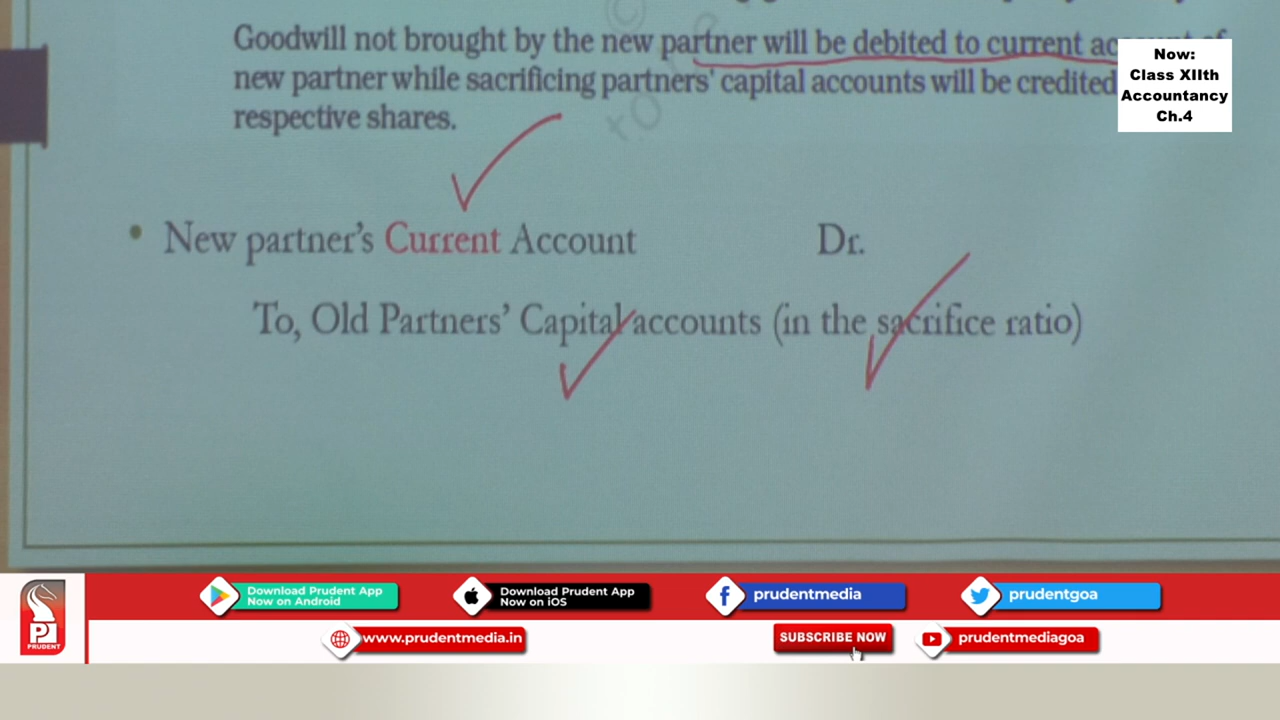 Goodwill not brought by the new partner will be debited to current
new partner while sacrificing partners' capital accounts will be credited
respective shares.
Now:
Class XIIth
Accountancy
Ch.4
• New partner's Current Account Dr.
To, Old Partners' Capital accounts (in the sacrifice ratio)
Download Prudent App
Now on Android
Download Prudent App
Now on iOS
prudentmedia
prudentgoa
PRUDENT
www.prudentmedia.in
SUBSCRIBE NOW
prudentmediagoa